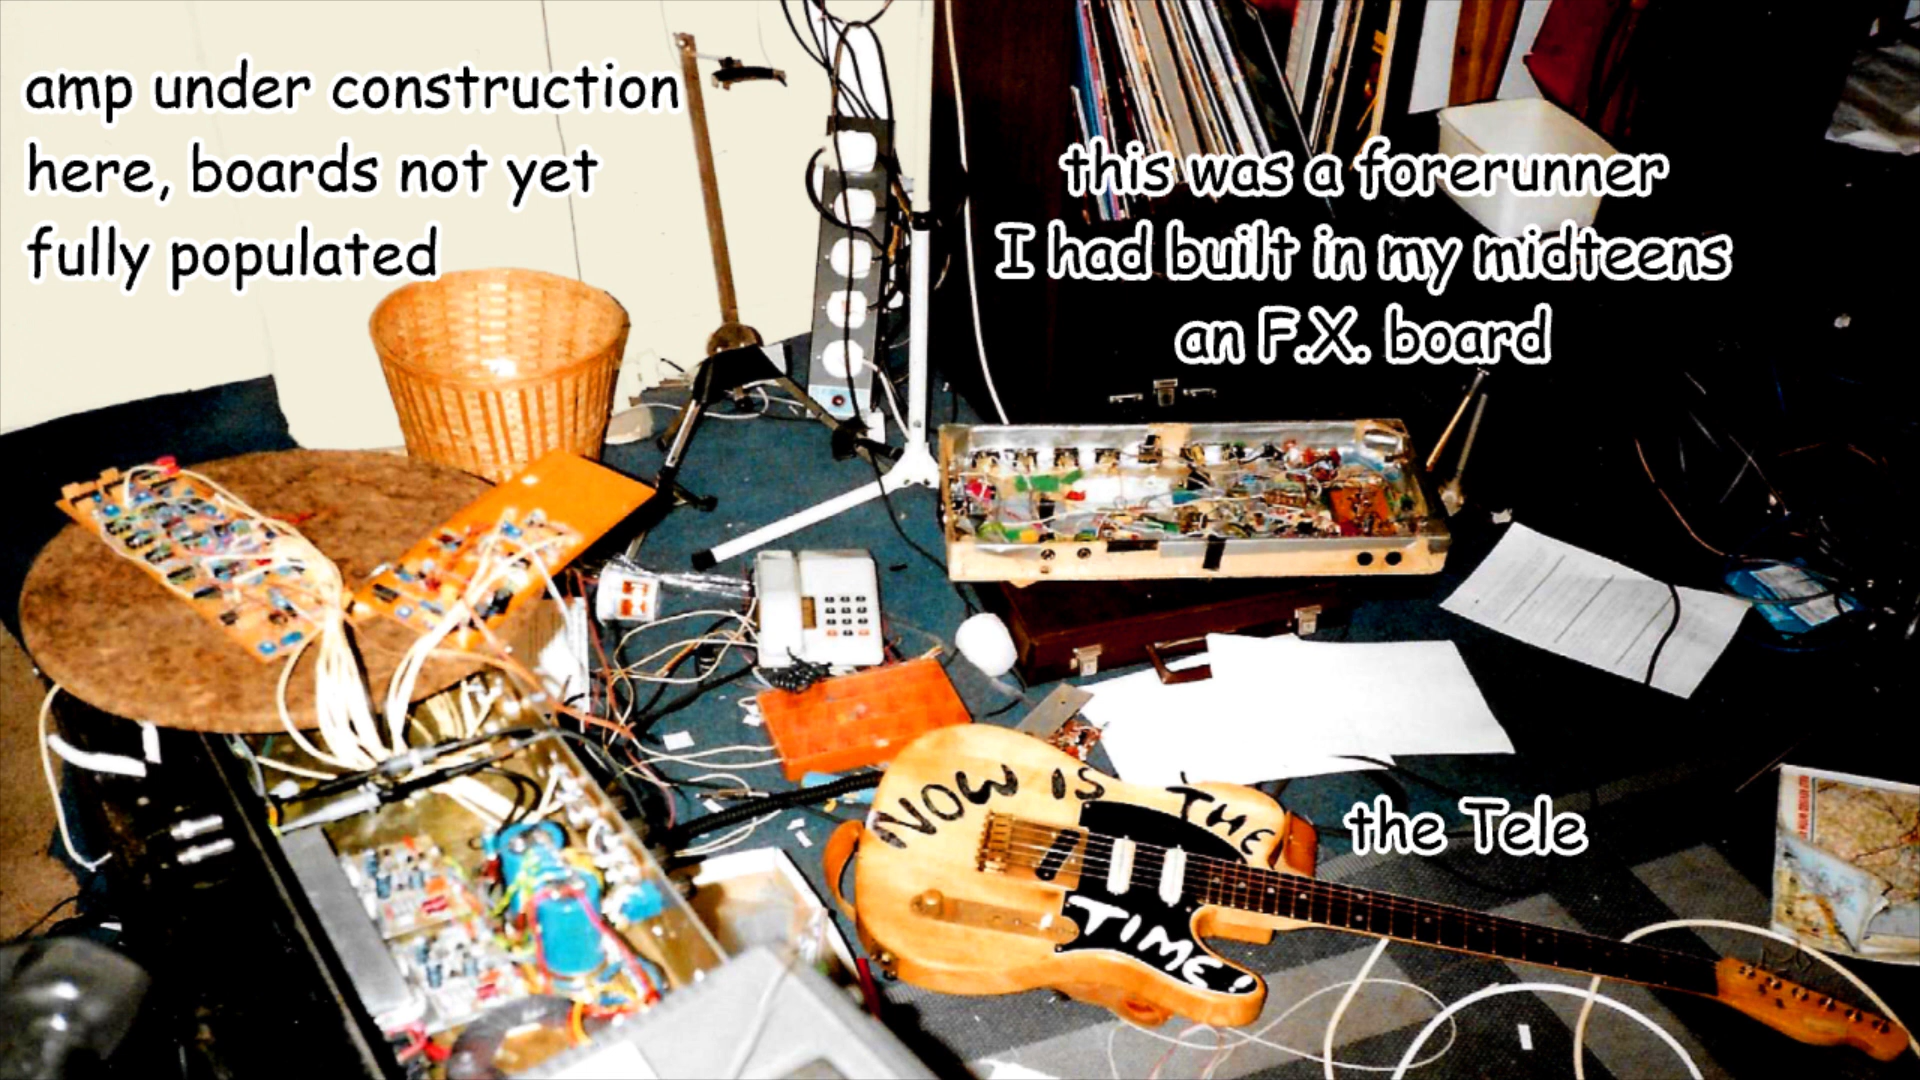 amp under construction
here, boards not yet
fully populated
this was a forerunner
I had built in my midteens
an F.X. board
the Tele
NOW IS THE
TIME!